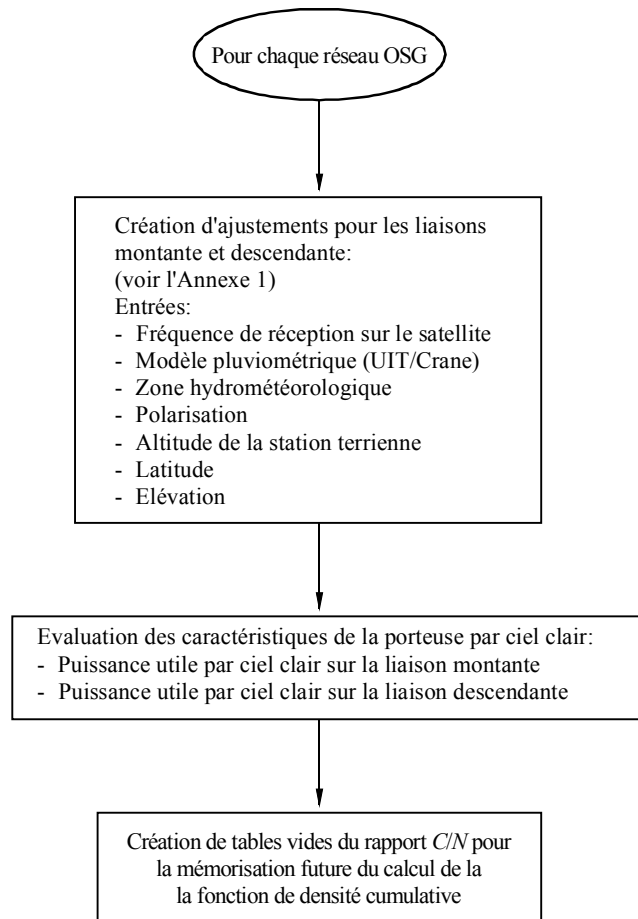 Pour chaque réseau OSG
Création d'ajustements pour les liaisons
montante et descendante:
(voir l'Annexe 1)
Entrées:
- Fréquence de réception sur le satellite
- Modèle pluviométrique (UIT/Crane)
- Zone hydrométéorologique
- Polarisation
- Altitude de la station terrienne
- Latitude
- Elévation
Evaluation des caractéristiques de la porteuse par ciel clair:
- Puissance utile par ciel clair sur la liaison montante
- Puissance utile par ciel clair sur la liaison descendante
Création de tables vides du rapport C/N pour
la mémorisation future du calcul de la
la fonction de densité cumulative